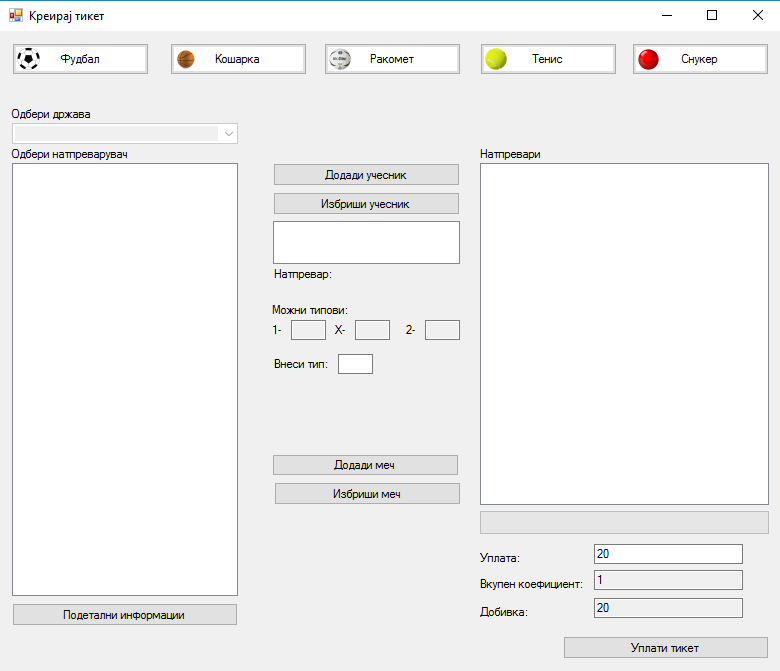 Креирај тикет
Фудбал
Кошарка
Ракомет
Тенис
Снукер
Одбери држава
Одбери натпреварувач
Додади учесник
Избриши учесник
Натпревар:
Можни типови:
1- X- 2-
Внеси тип:
Додади меч
Избриши меч
Подетални информации
Натпревари
Уплата: 20
Вкупен коефициент: 1
Добивка: 20
Уплати тикет